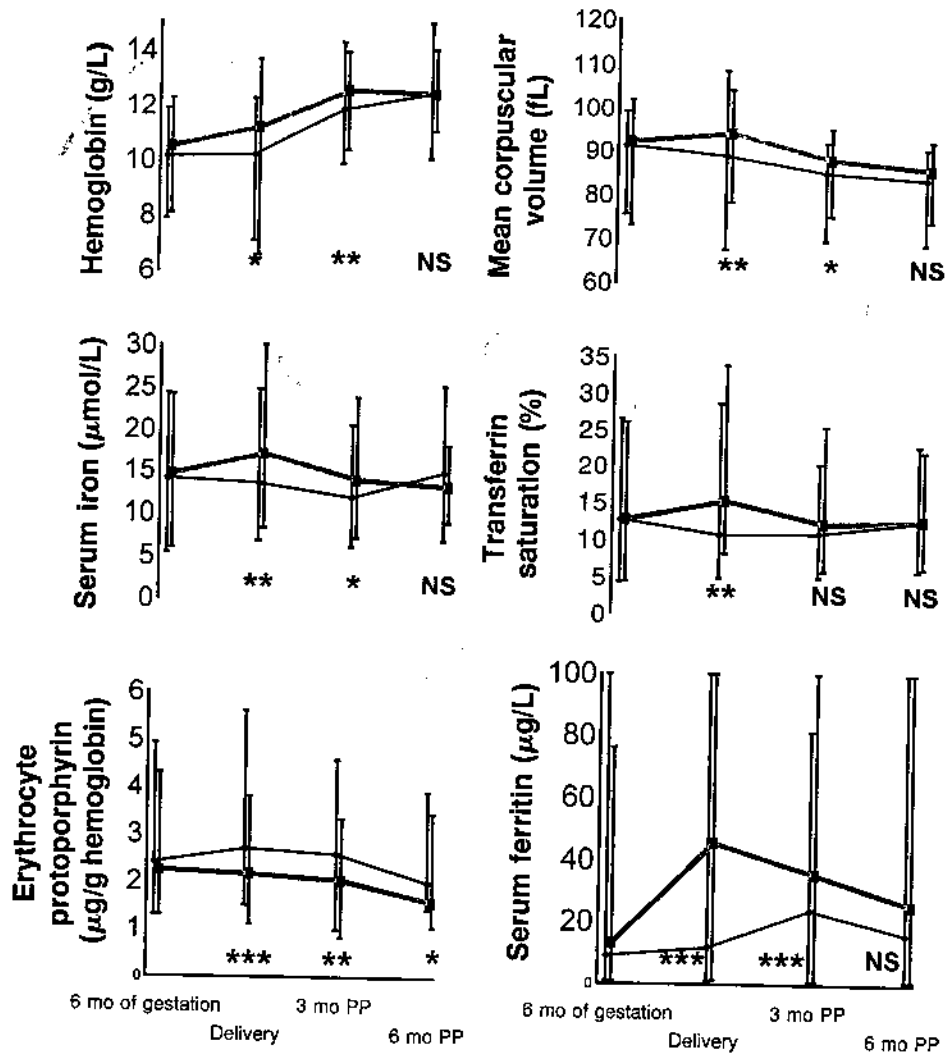 Hemoglobin (g/L)
14
12
10
8
6
*
**
NS
Mean corpuscular
volume (fL)
120
110
100
90
80
70
60
**
*
NS
Serum iron (μmol/L)
30
25
20
15
10
5
0
**
*
NS
Transferrin
saturation (%)
35
30
25
20
15
10
5
0
**
NS
NS
Erythrocyte
protoporphyrin
(μg/g hemoglobin)
6
5
4
3
2
1
0
***
**
*
6 mo of gestation
Delivery
3 mo PP
6 mo PP
Serum ferritin (μg/L)
100
80
60
40
20
0
***
***
NS
6 mo of gestation
Delivery
3 mo PP
6 mo PP